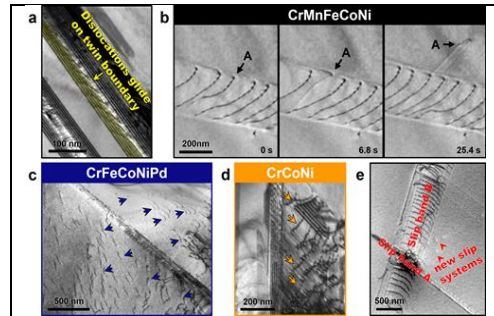 a
Dislocations glide
on twin boundary
100 nm
b
CrMnFeCoNi
A
A
A
200nm
0 s
6.8 s
25.4 s
c
CrFeCoNiPd
500 nm
d
CrCoNi
200 nm
e
Slip band B
Slip band A
new slip
systems
500 nm